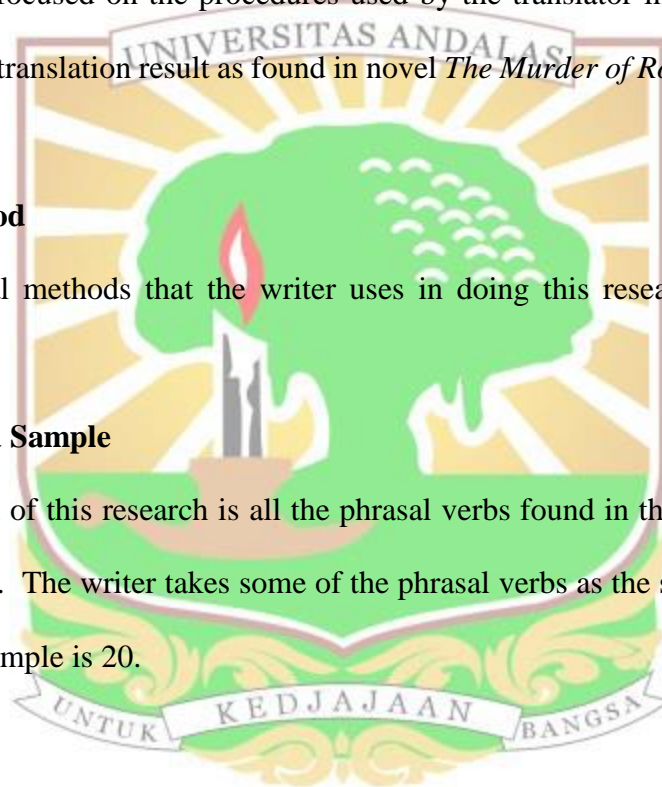 focused on the procedures used by the translator
UNIVERSITAS ANDALAS
translation result as found in novel The Murder of
od
l methods that the writer uses in doing this resea
Sample
of this research is all the phrasal verbs found in th
. The writer takes some of the phrasal verbs as the s
mple is 20.
UNTUK KEDJAJAAN BANGSA